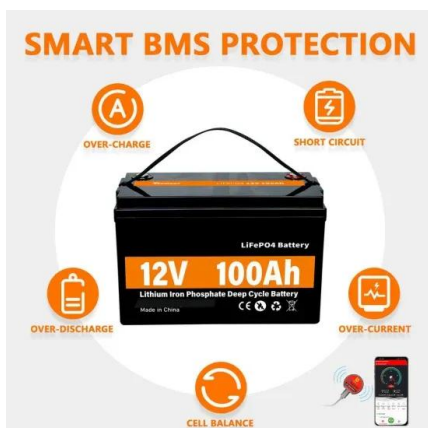 SMART BMS PROTECTION
A
OVER-CHARGE
SHORT CIRCUIT
LiFePO4 Battery
12V 100Ah
Lithium Iron Phosphate Deep Cycle Battery
Made in China
CE
OVER-DISCHARGE
OVER-CURRENT
CELL BALANCE